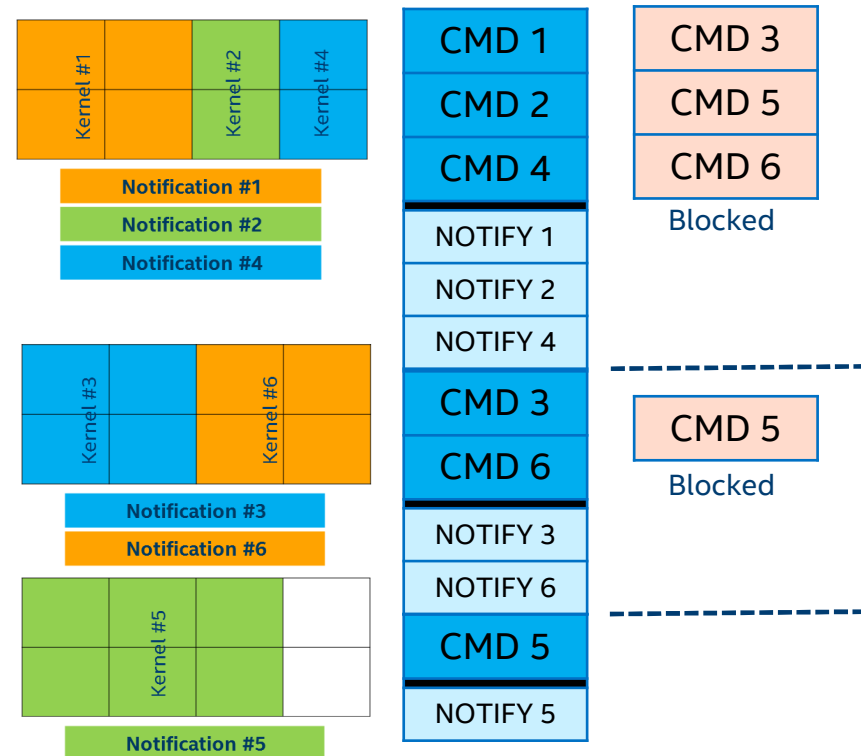 Kernel #1
Kernel #2
Kernel #4
Notification #1
Notification #2
Notification #4
Kernel #3
Kernel #6
Notification #3
Notification #6
Kernel #5
Notification #5
CMD 1
CMD 2
CMD 4
NOTIFY 1
NOTIFY 2
NOTIFY 4
CMD 3
CMD 6
NOTIFY 3
NOTIFY 6
CMD 5
NOTIFY 5
CMD 3
CMD 5
CMD 6
Blocked
CMD 5
Blocked